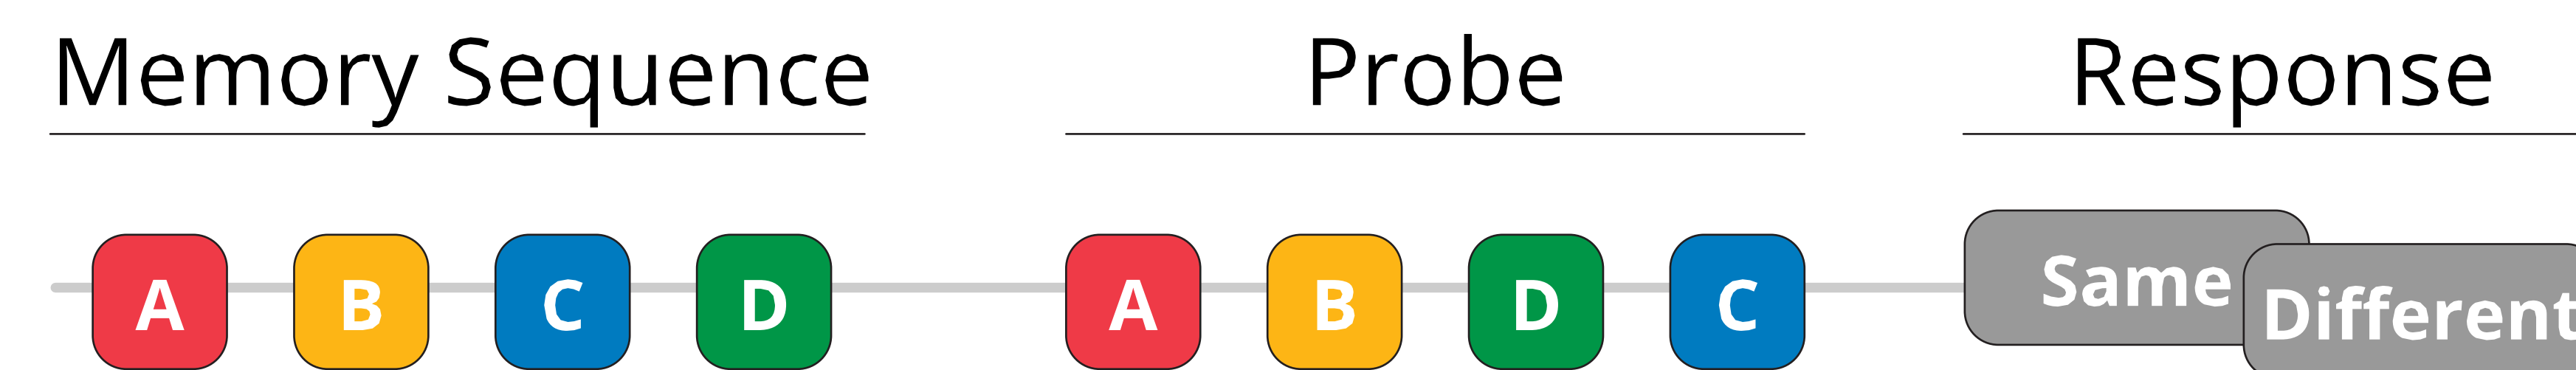 Memory Sequence Probe Response
A B C D A B D C Same Different